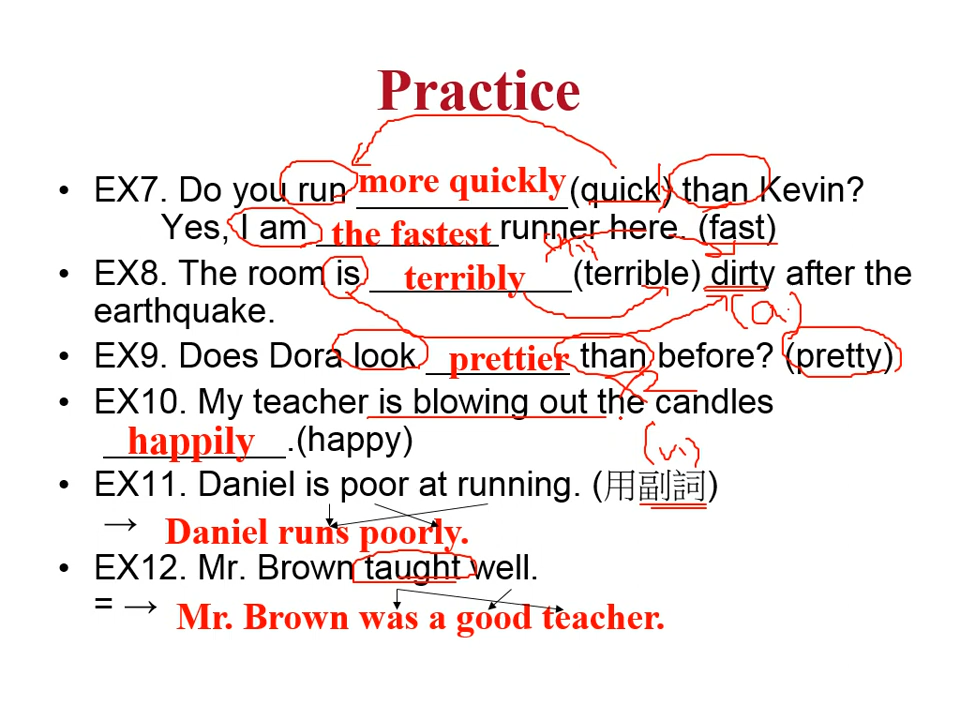 Practice
• EX7. Do you run more quickly (quick) than Kevin?
Yes, I am the fastest runner here. (fast)
• EX8. The room is terribly (terrible) dirty after the
earthquake.
• EX9. Does Dora look prettier than before? (pretty)
• EX10. My teacher is blowing out the candles
happily.(happy)
• EX11. Daniel is poor at running. (用副詞)
→ Daniel runs poorly.
• EX12. Mr. Brown taught well.
= → Mr. Brown was a good teacher.